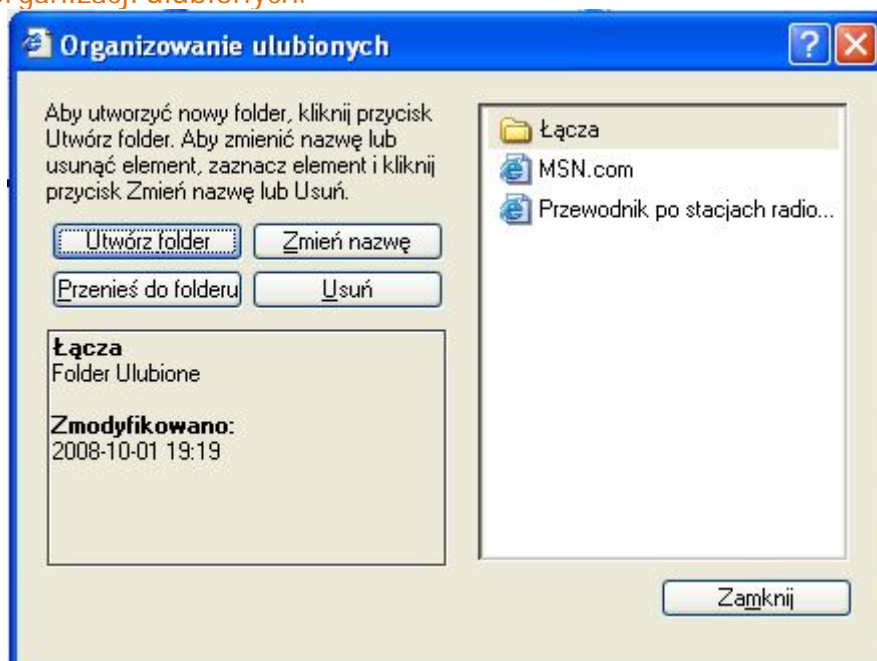 organizacji ulubionych.
Organizowanie ulubionych
Aby utworzyć nowy folder, kliknij przycisk
Utwórz folder. Aby zmienić nazwę lub
usunąć element, zaznacz element i kliknij
przycisk Zmień nazwę lub Usuń.
Utwórz folder
Zmień nazwę
Przenieś do folderu
Usuń
Łącza
Folder Ulubione
Zmodyfikowano:
2008-10-01 19:19
Łącza
MSN.com
Przewodnik po stacjach radio...
Zamknij